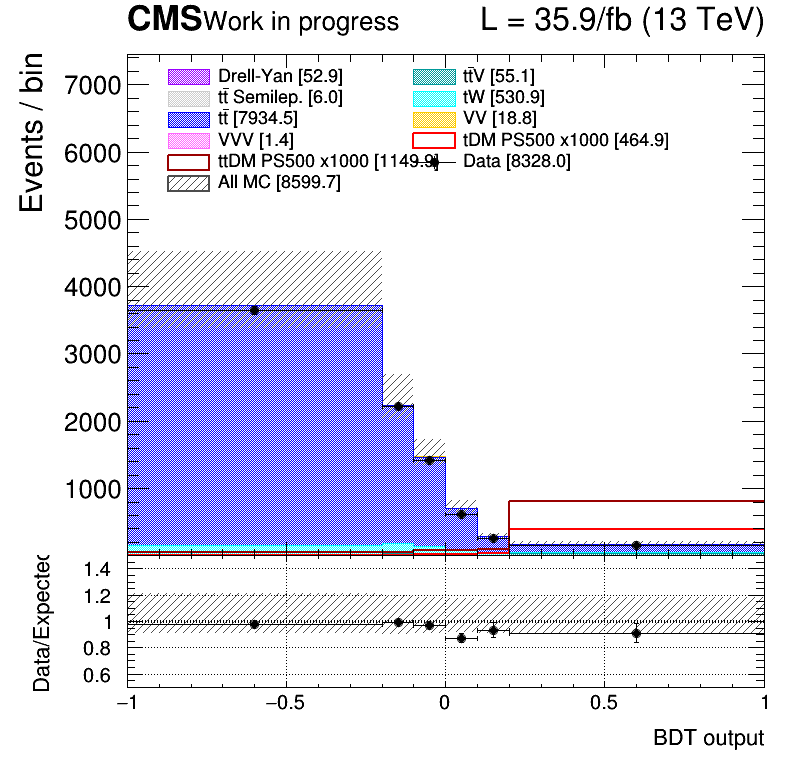 CMS Work in progress L = 35.9/fb (13 TeV)
Events / bin
7000
6000
5000
4000
3000
2000
1000
Drell-Yan [52.9] tt̄V [55.1]
tt̄ Semilep. [6.0] tW [530.9]
tt̄ [7934.5] VV [18.8]
VVV [1.4] tDM PS500 x1000 [464.9]
ttDM PS500 x1000 [1149.9] Data [8328.0]
All MC [8599.7]
Data/Expected
1.4
1.2
1
0.8
0.6
−1 −0.5 0 0.5 1
BDT output